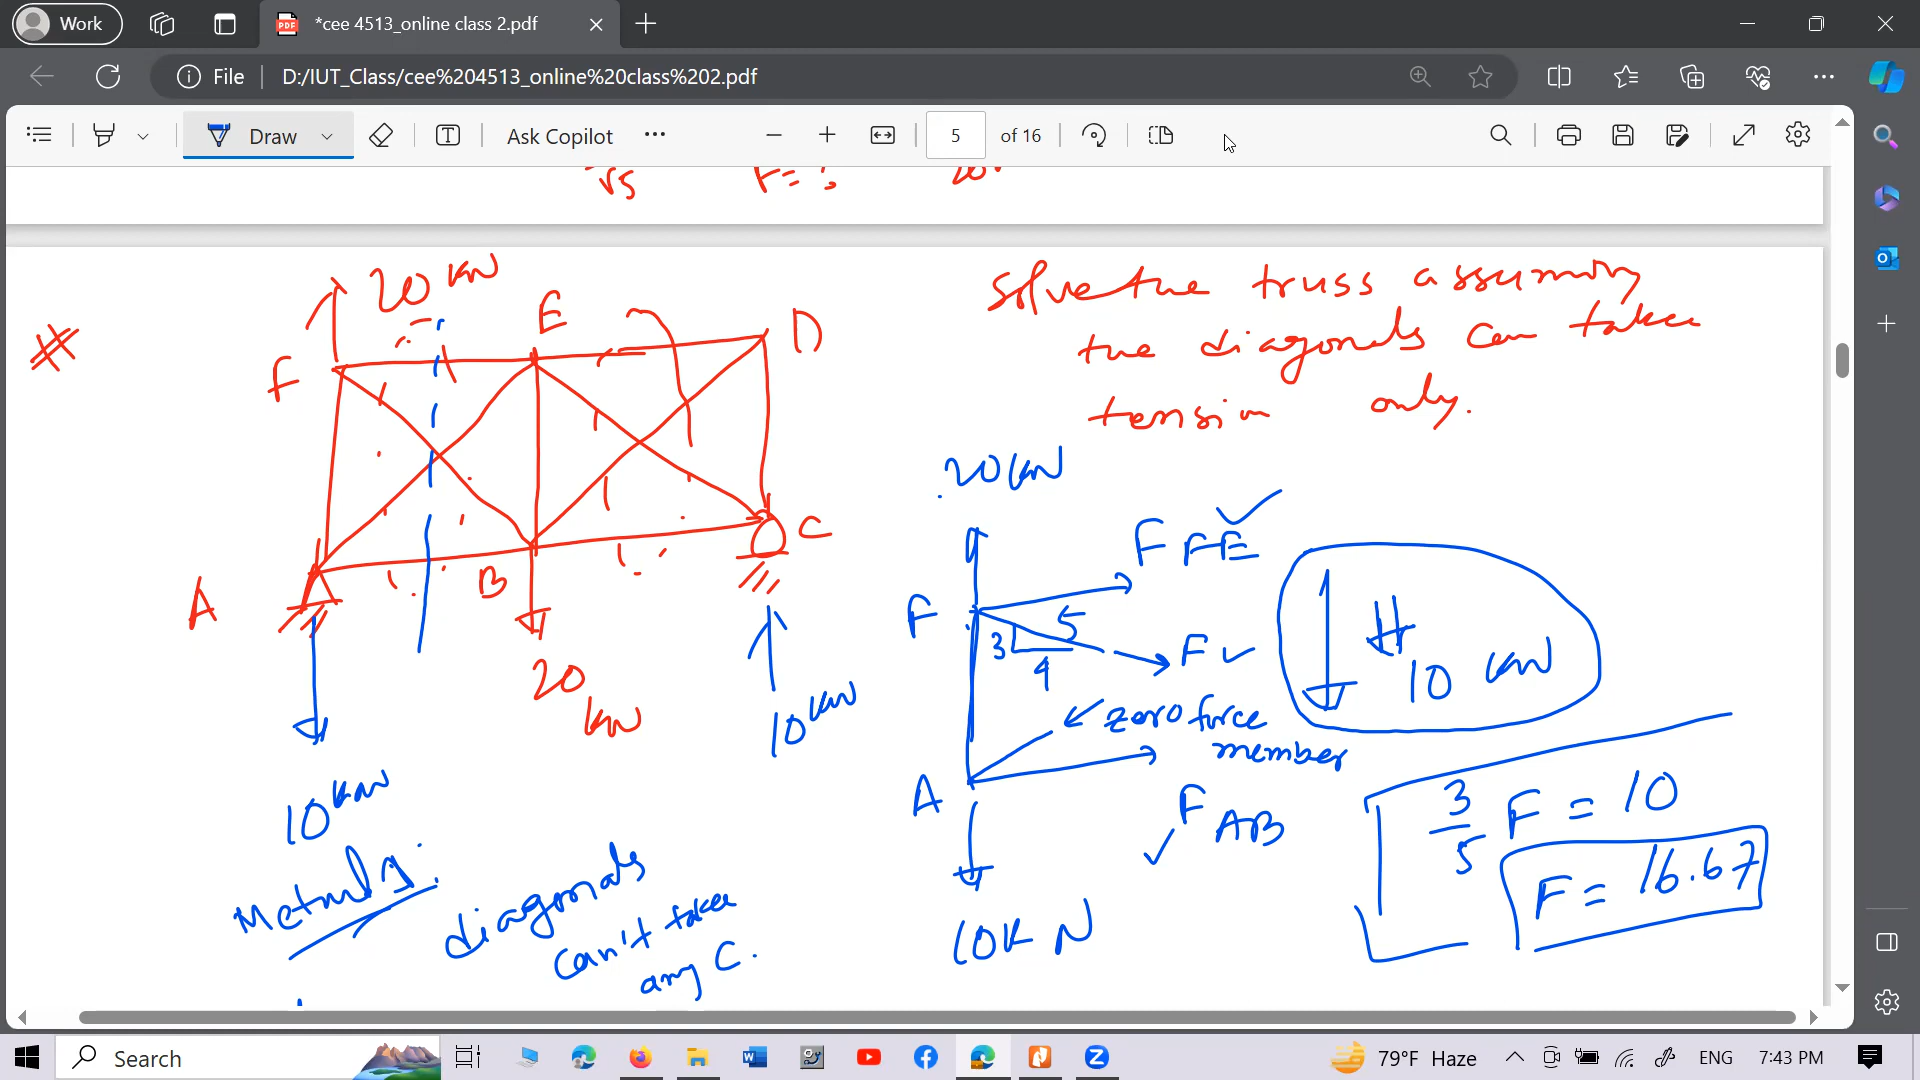 Work
*cee 4513_online class 2.pdf
File
D:/IUT_Class/cee%204513_online%20class%202.pdf
Draw
Ask Copilot
5 of 16
√5 F= ?
#
20 kN
F
E
D
A
B
C
20 kN
10 kN
10 kN
Solve the truss assuming
the diagonals can take
tension only.
20 kN
F
F FE
3 5
4
F
zero force
member
A
F AB
10 kN
10 kN
3/5 F = 10
F = 16.67
Method 1:
diagonals
can't take
any C.
Search
79°F Haze
ENG
7:43 PM